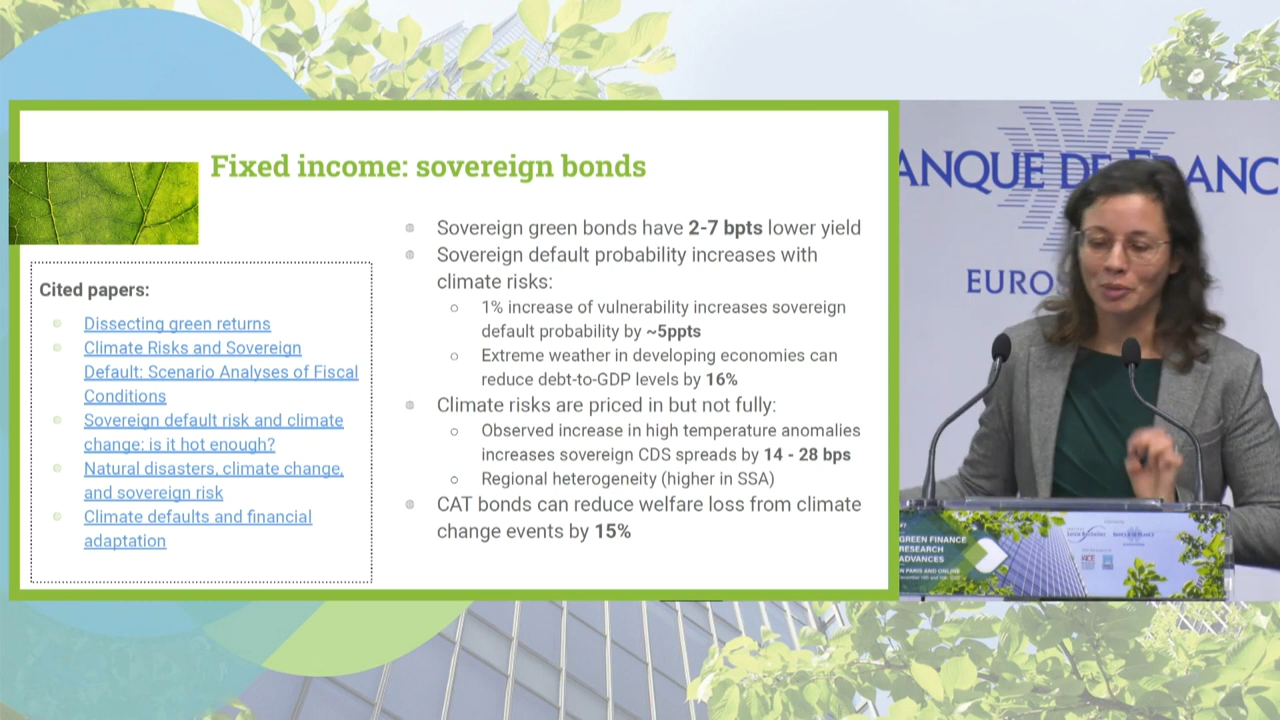 Fixed income: sovereign bonds
Cited papers:
Dissecting green returns
Climate Risks and Sovereign
Default: Scenario Analyses of Fiscal
Conditions
Sovereign default risk and climate
change: is it hot enough?
Natural disasters, climate change,
and sovereign risk
Climate defaults and financial
adaptation
Sovereign green bonds have 2-7 bpts lower yield
Sovereign default probability increases with
climate risks:
1% increase of vulnerability increases sovereign
default probability by ~5ppts
Extreme weather in developing economies can
reduce debt-to-GDP levels by 16%
Climate risks are priced in but not fully:
Observed increase in high temperature anomalies
increases sovereign CDS spreads by 14 - 28 bps
Regional heterogeneity (higher in SSA)
CAT bonds can reduce welfare loss from climate
change events by 15%
ANQUE DE FRANC
EUROS
GREEN FINANCE
RESEARCH
ADVANCES
IN PARIS AND ONLINE